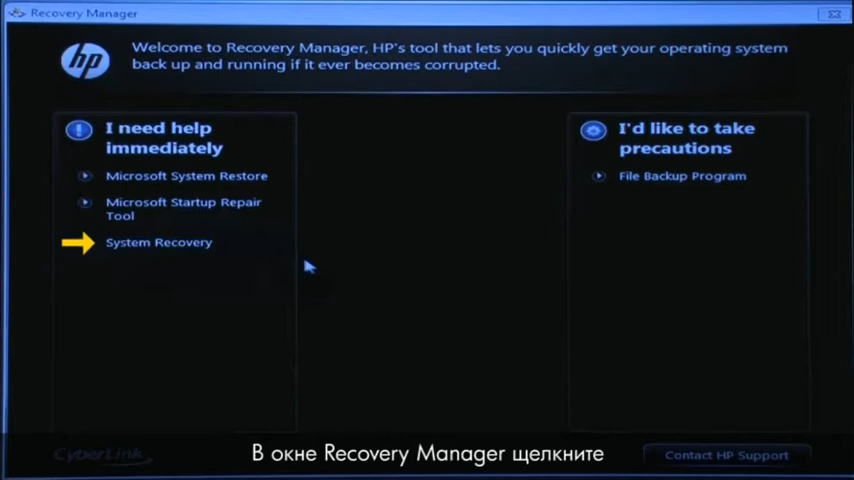 Recovery Manager
hp
Welcome to Recovery Manager, HP's tool that lets you quickly get your operating system
back up and running if it ever becomes corrupted.
I need help
immediately
Microsoft System Restore
Microsoft Startup Repair
Tool
System Recovery
I'd like to take
precautions
File Backup Program
CyberLink
Contact HP Support
В окне Recovery Manager щелкните